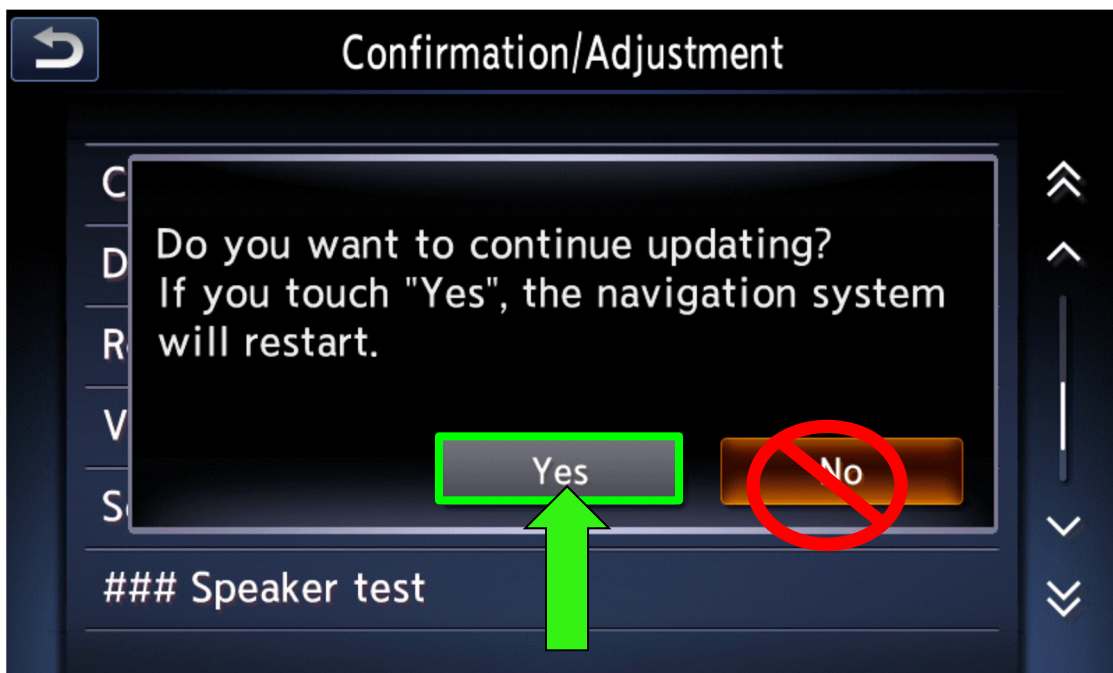 Confirmation/Adjustment
C
Do you want to continue updating?
D
If you touch "Yes", the navigation system
R
will restart.
V
Yes
No
S
### Speaker test